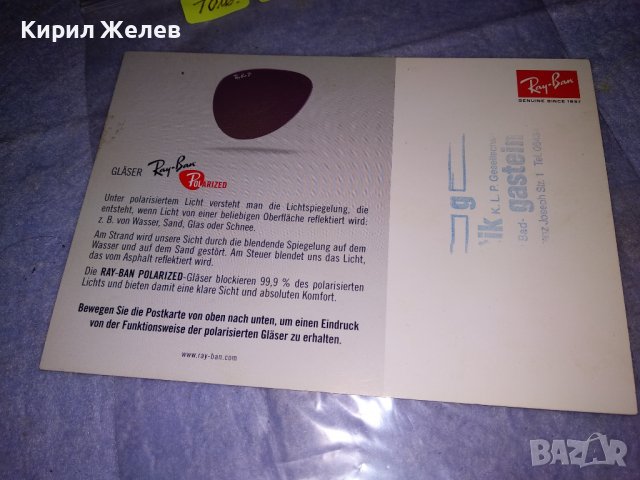 Кирил Желев
Ray-Ban
GENUINE SINCE 1937
GLÄSER Ray-Ban
POLARIZED
Unter polarisiertem Licht versteht man die Lichtspiegelung, die
entsteht, wenn Licht von einer beliebigen Oberfläche reflektiert wird:
z. B. von Wasser, Sand, Glas oder Schnee.
Am Strand wird unsere Sicht durch die blendende Spiegelung auf dem
Wasser und auf dem Sand gestört. Am Steuer blendet uns das Licht,
das vom Asphalt reflektiert wird.
Die RAY-BAN POLARIZED-Gläser blockieren 99,9 % des polarisierten
Lichts und bieten damit eine klare Sicht und absoluten Komfort.
Bewegen Sie die Postkarte von oben nach unten, um einen Eindruck
von der Funktionsweise der polarisierten Gläser zu erhalten.
www.ray-ban.com
K.L.P.
Bad-
gastein
Joseph Str. 1 Tel.
BAZAR